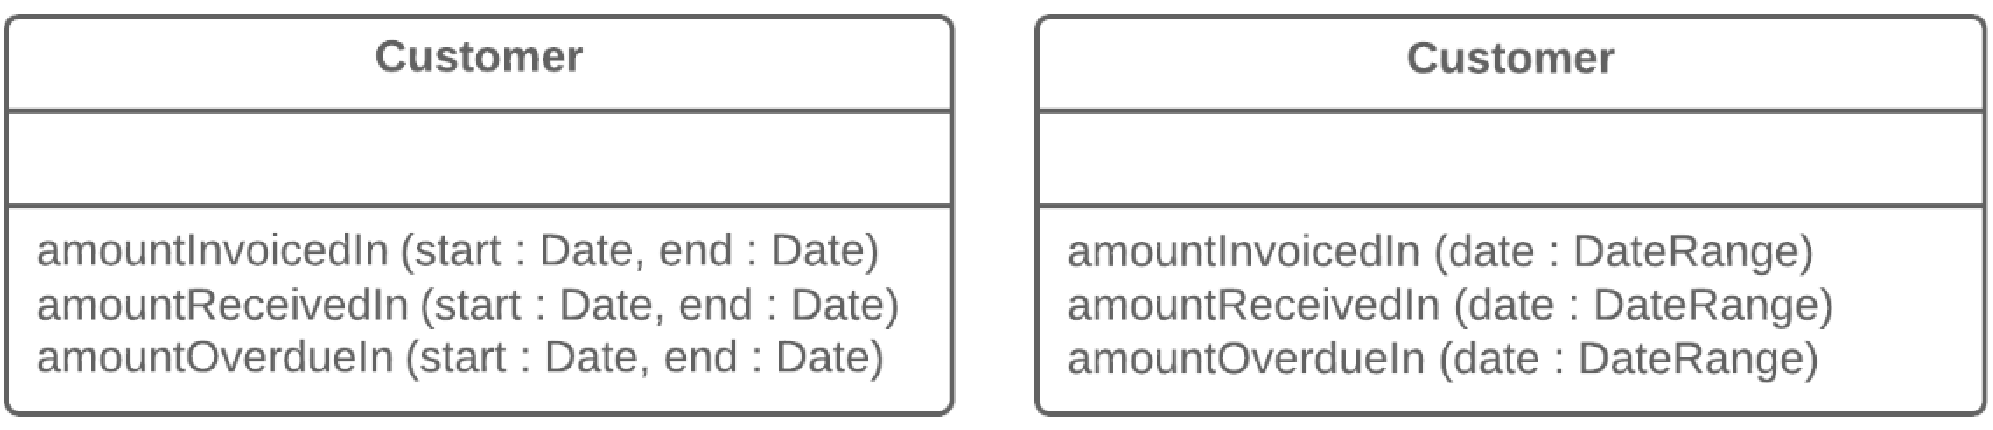 Customer
amountInvoicedIn (start : Date, end : Date)
amountReceivedIn (start : Date, end : Date)
amountOverdueIn (start : Date, end : Date)
Customer
amountInvoicedIn (date : DateRange)
amountReceivedIn (date : DateRange)
amountOverdueIn (date : DateRange)